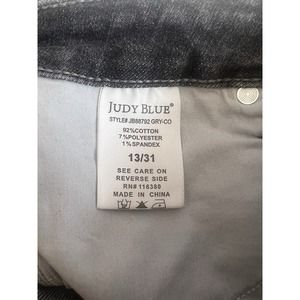 JUDY BLUE®
STYLE# JB88792 GRY-CO
92%COTTON
7%POLYESTER
1%SPANDEX
13/31
SEE CARE ON
REVERSE SIDE
RN# 116380
MADE IN CHINA